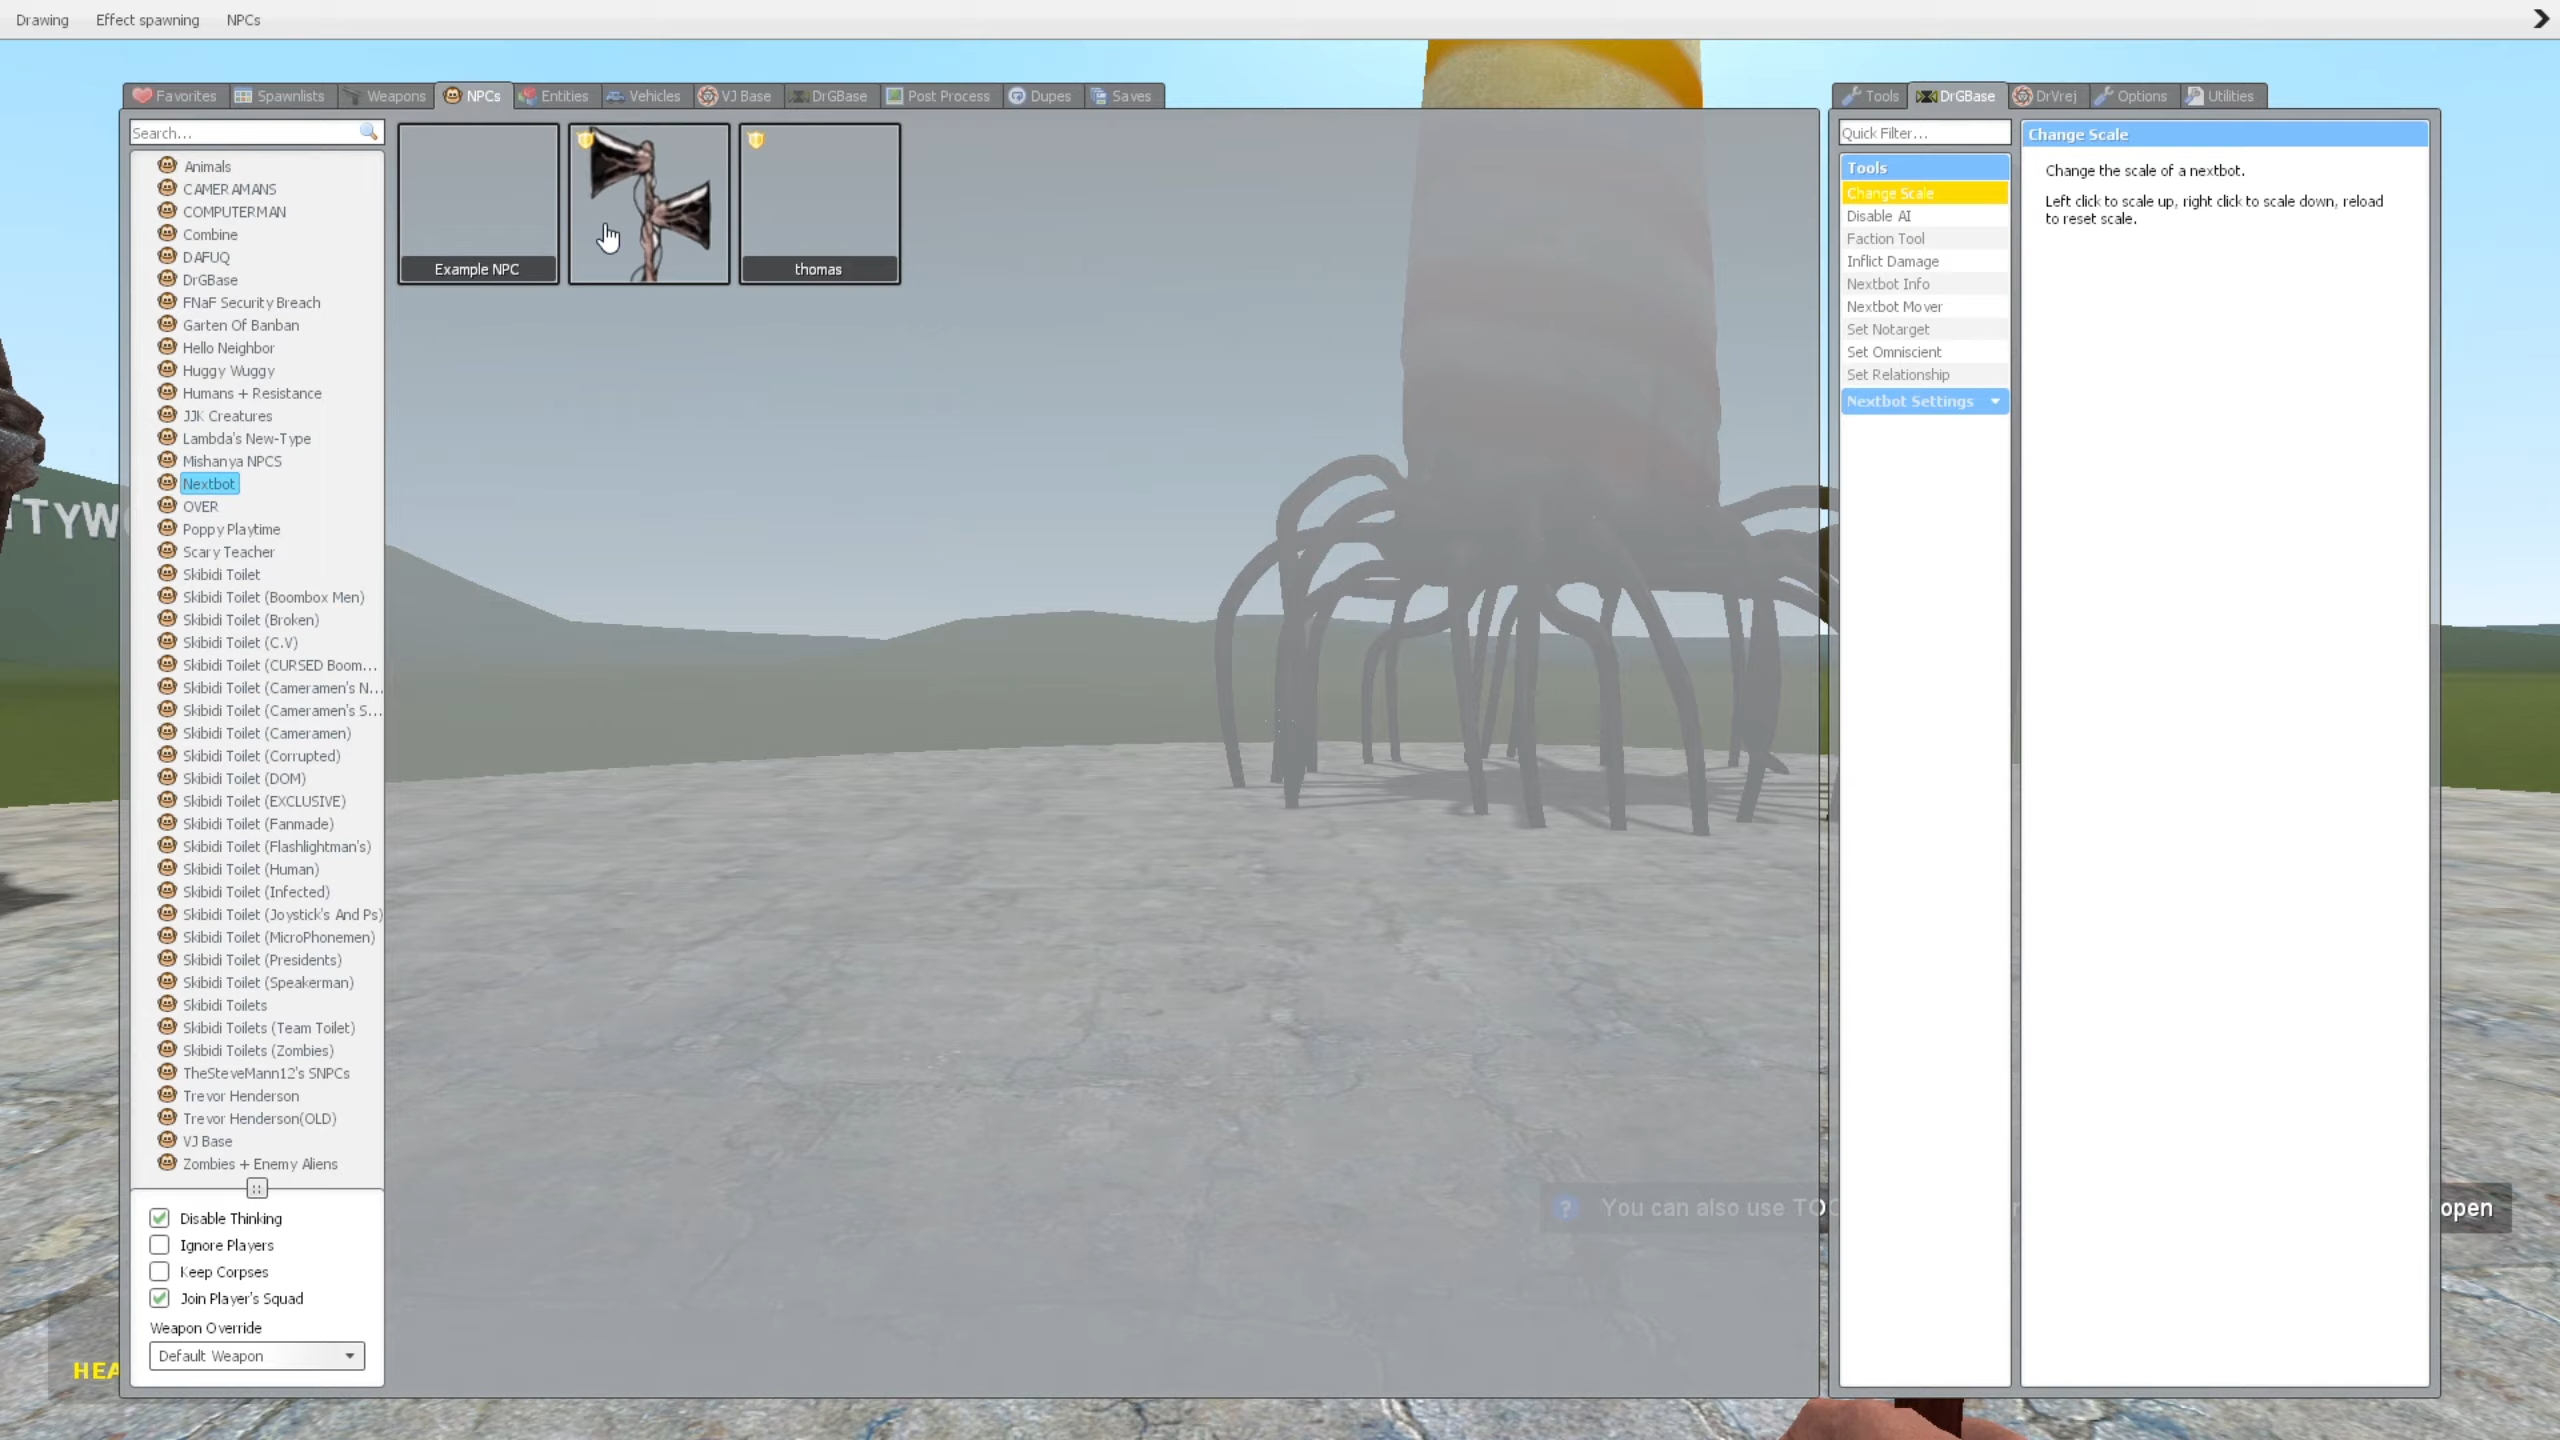 Drawing Effect spawning NPCs
Favorites Spawnlists Weapons NPCs Entities Vehicles VJ Base DrGBase Post Process Dupes Saves
Search...
Animals
CAMERAMANS
COMPUTERMAN
Combine
DAFUQ
DrGBase
FNaF Security Breach
Garten Of Banban
Hello Neighbor
Huggy Wuggy
Humans + Resistance
JJK Creatures
Lambda's New-Type
Mishanya NPCS
Nextbot
OVER
Poppy Playtime
Scary Teacher
Skibidi Toilet
Skibidi Toilet (Boombox Men)
Skibidi Toilet (Broken)
Skibidi Toilet (C.V)
Skibidi Toilet (CURSED Boom...
Skibidi Toilet (Cameramen's N...
Skibidi Toilet (Cameramen's S...
Skibidi Toilet (Cameramen)
Skibidi Toilet (Corrupted)
Skibidi Toilet (DOM)
Skibidi Toilet (EXCLUSIVE)
Skibidi Toilet (Fanmade)
Skibidi Toilet (Flashlightman's)
Skibidi Toilet (Human)
Skibidi Toilet (Infected)
Skibidi Toilet (Joystick's And Ps)
Skibidi Toilet (MicroPhonemen)
Skibidi Toilet (Presidents)
Skibidi Toilet (Speakerman)
Skibidi Toilets
Skibidi Toilets (Team Toilet)
Skibidi Toilets (Zombies)
TheSteveMann12's SNPCs
Trevor Henderson
Trevor Henderson(OLD)
VJ Base
Zombies + Enemy Aliens
Disable Thinking
Ignore Players
Keep Corpses
Join Player's Squad
Weapon Override
Default Weapon
Example NPC
thomas
Tools DrGBase DrVrej Options Utilities
Quick Filter...
Tools
Change Scale
Disable AI
Faction Tool
Inflict Damage
Nextbot Info
Nextbot Mover
Set Notarget
Set Omniscient
Set Relationship
Nextbot Settings
Change Scale
Change the scale of a nextbot.
Left click to scale up, right click to scale down, reload
to reset scale.
TYW
You can also use TO open
HEA